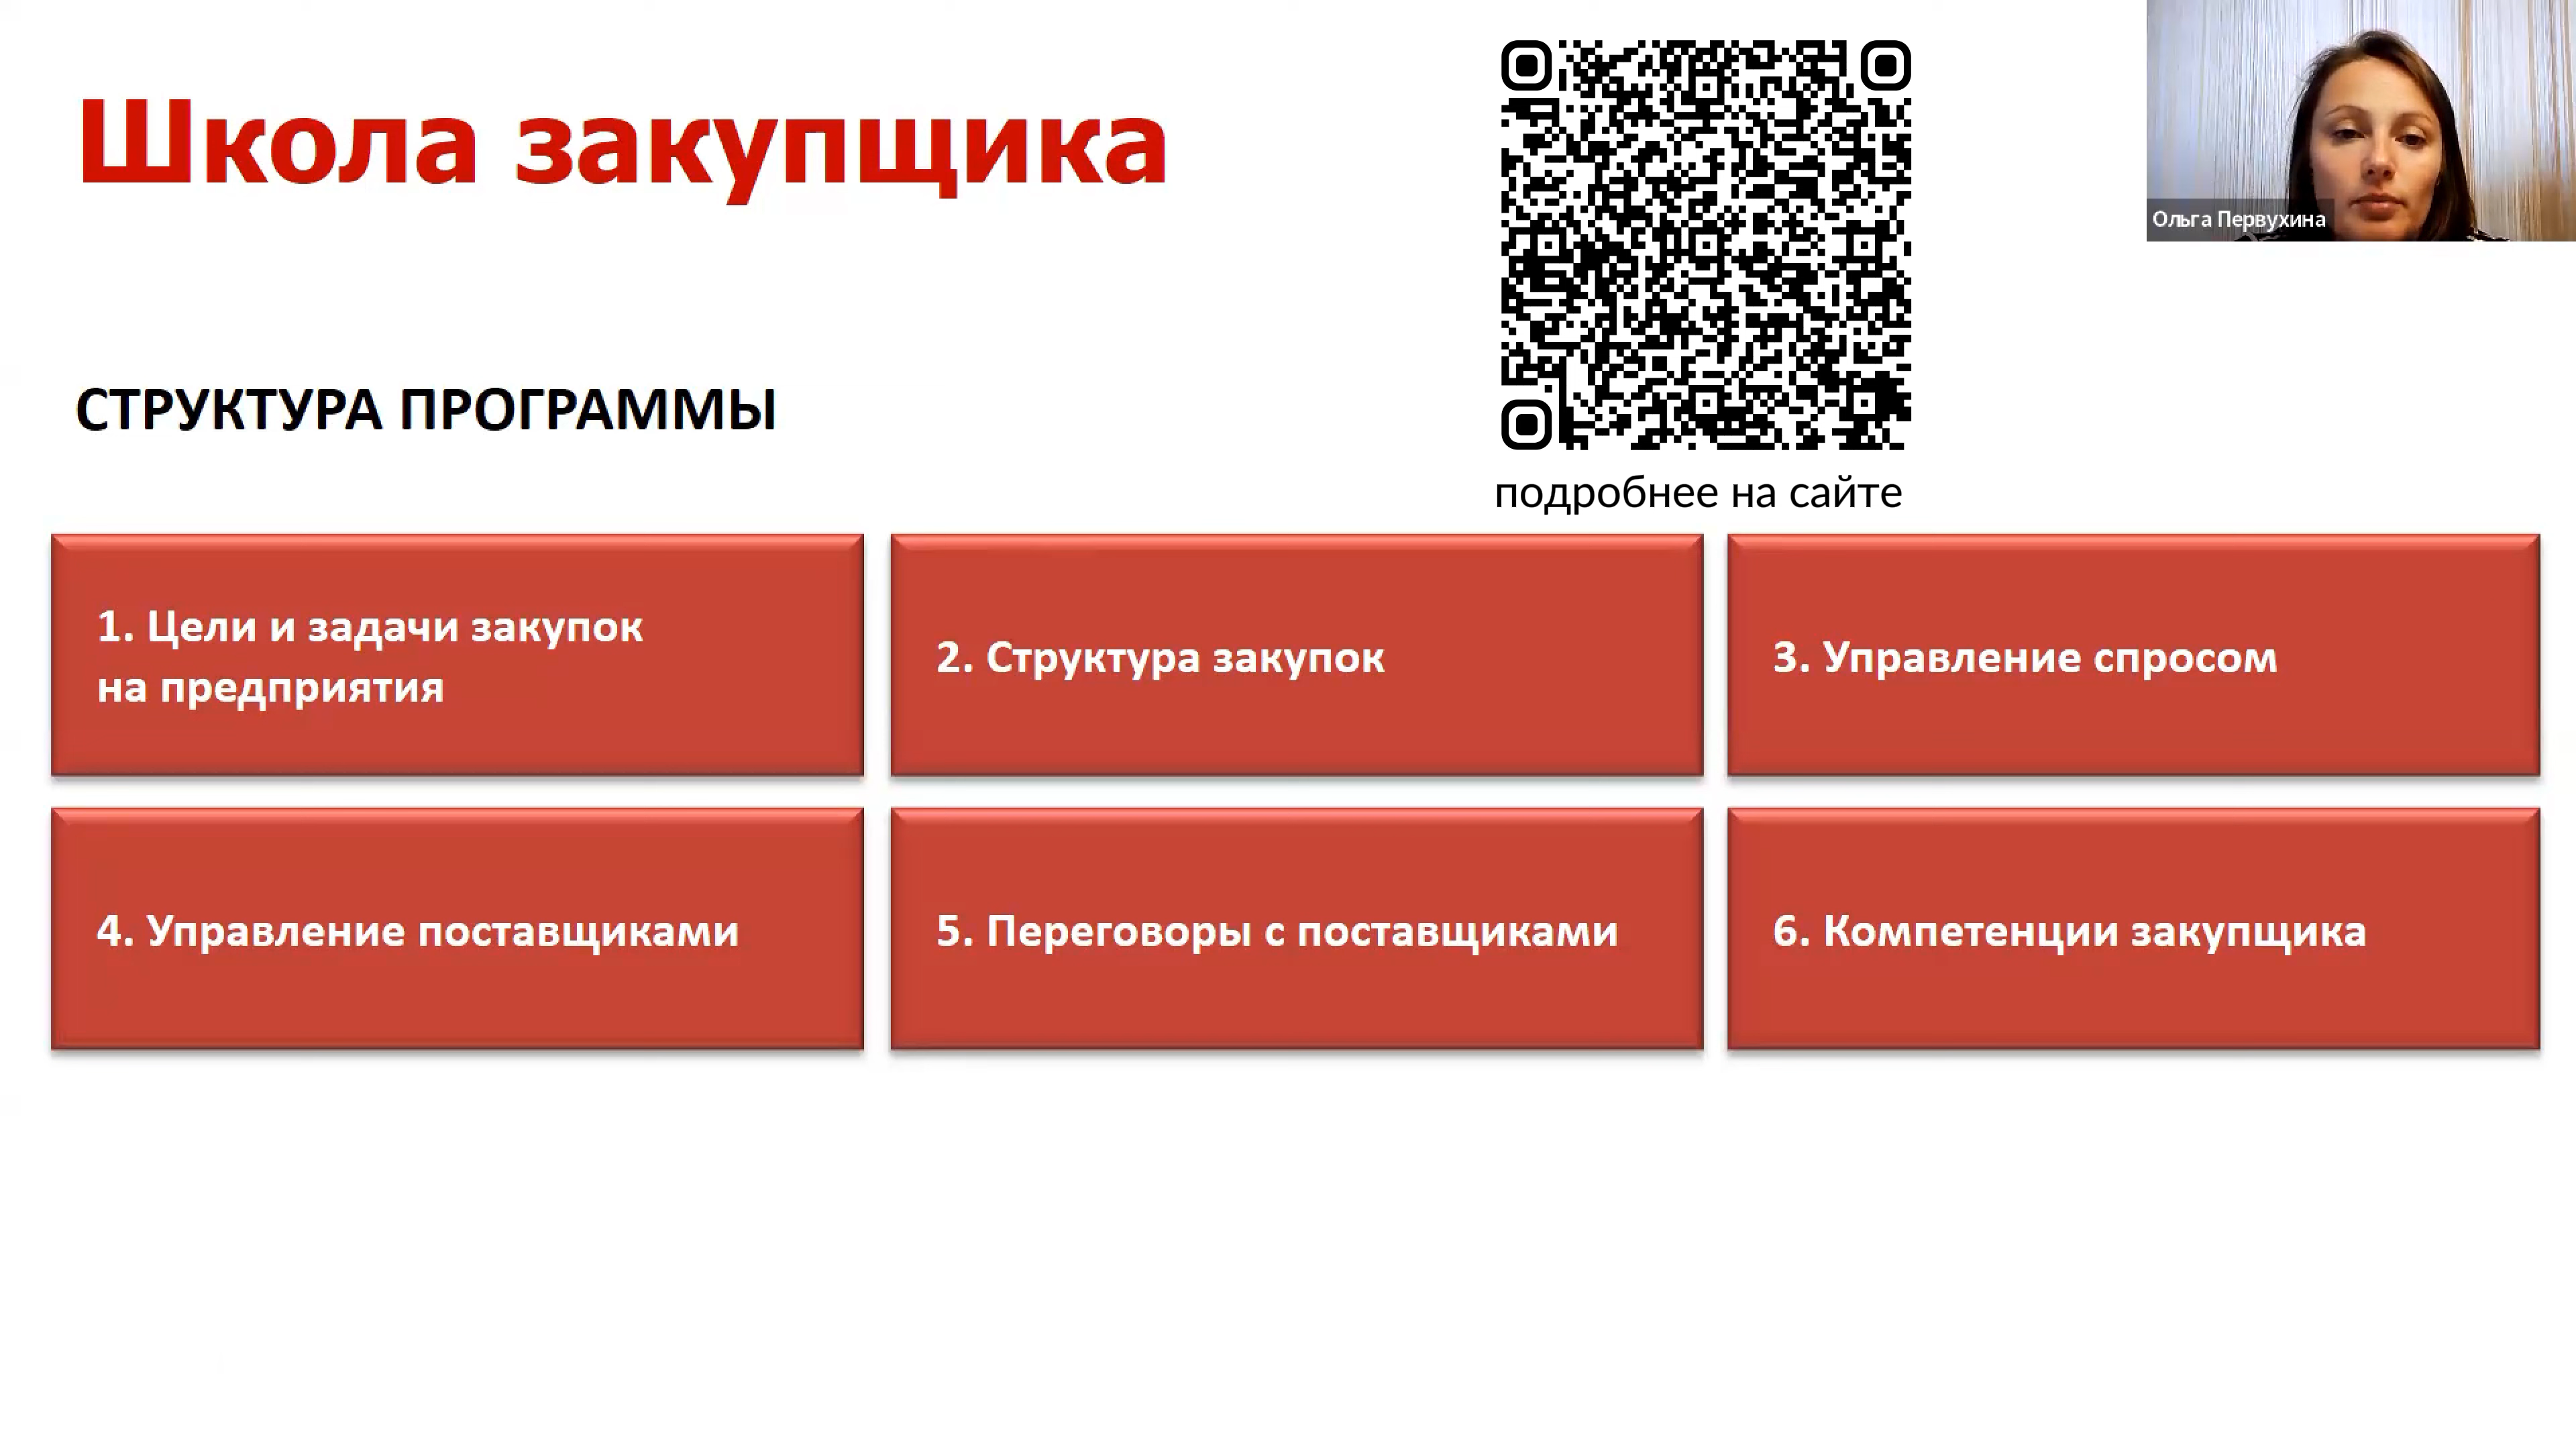 Школа закупщика
Ольга Первухина
СТРУКТУРА ПРОГРАММЫ
подробнее на сайте
1. Цели и задачи закупок
на предприятия
2. Структура закупок
3. Управление спросом
4. Управление поставщиками
5. Переговоры с поставщиками
6. Компетенции закупщика